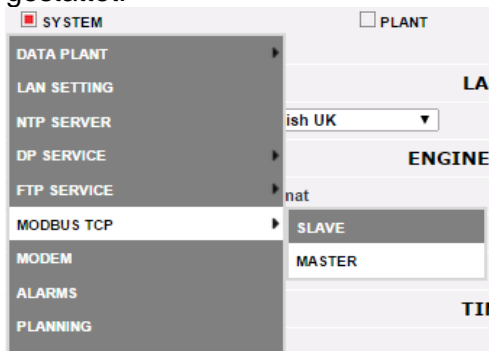 SYSTEM PLANT
DATA PLANT
LAN SETTING LA
NTP SERVER ish UK
DP SERVICE ENGINE
FTP SERVICE nat
MODBUS TCP SLAVE
MODEM MASTER
ALARMS
PLANNING